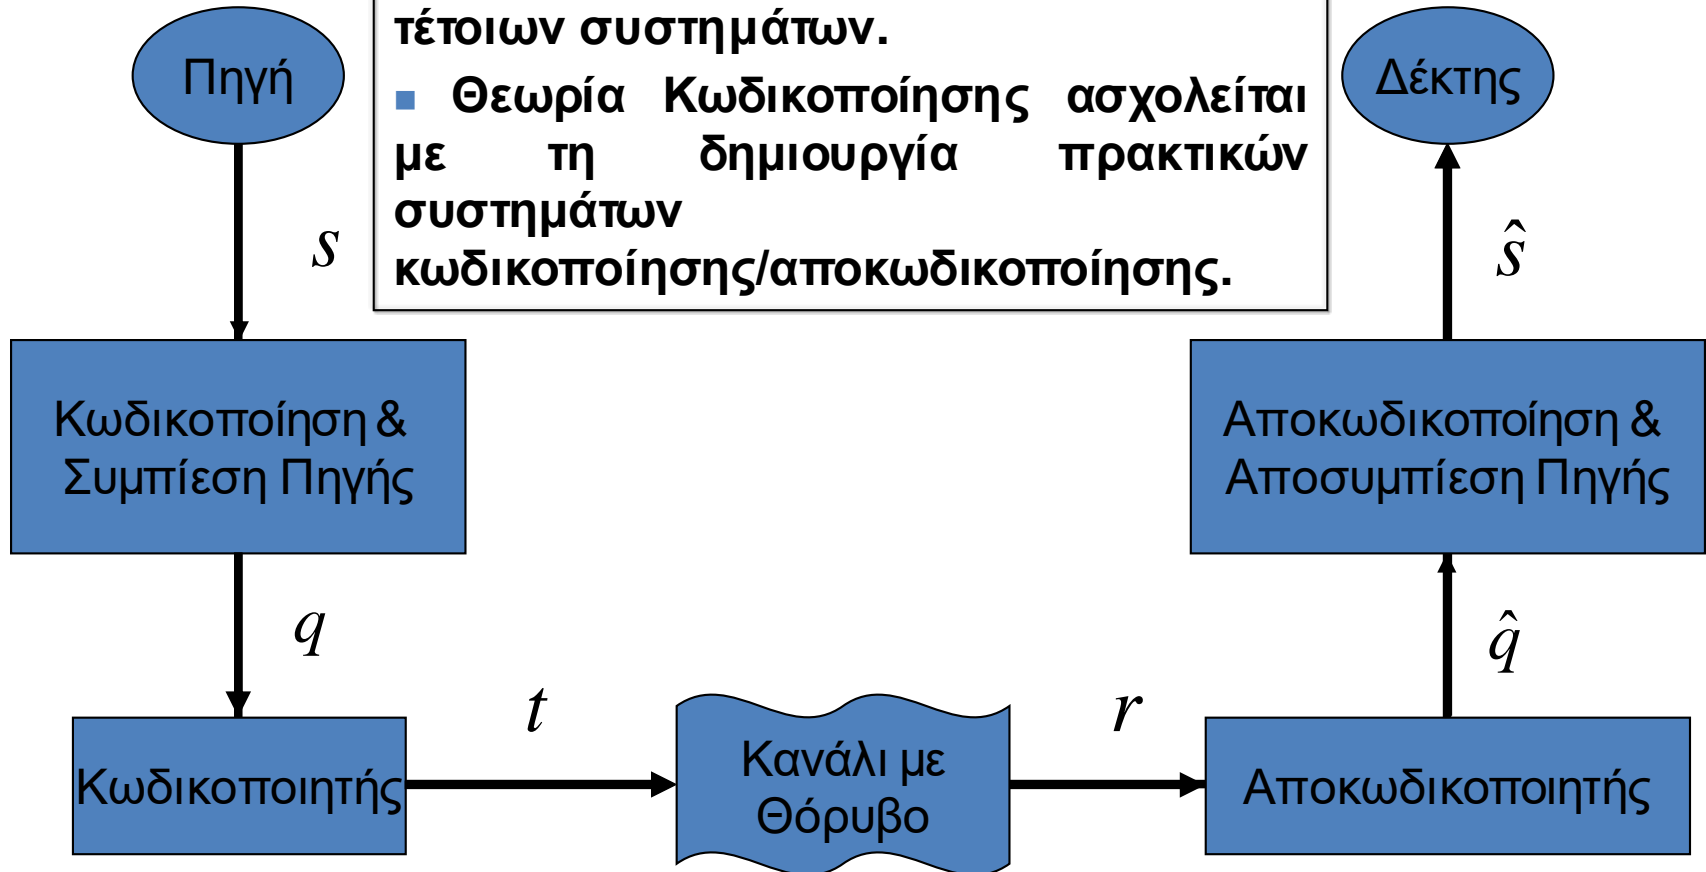 τέτοιων συστημάτων.
▪ Θεωρία Κωδικοποίησης ασχολείται
με τη δημιουργία πρακτικών
συστημάτων
κωδικοποίησης/αποκωδικοποίησης.
Πηγή
Δέκτης
s
ŝ
Κωδικοποίηση &
Συμπίεση Πηγής
Αποκωδικοποίηση &
Αποσυμπίεση Πηγής
q
q̂
Κωδικοποιητής
t
Κανάλι με
Θόρυβο
r
Αποκωδικοποιητής